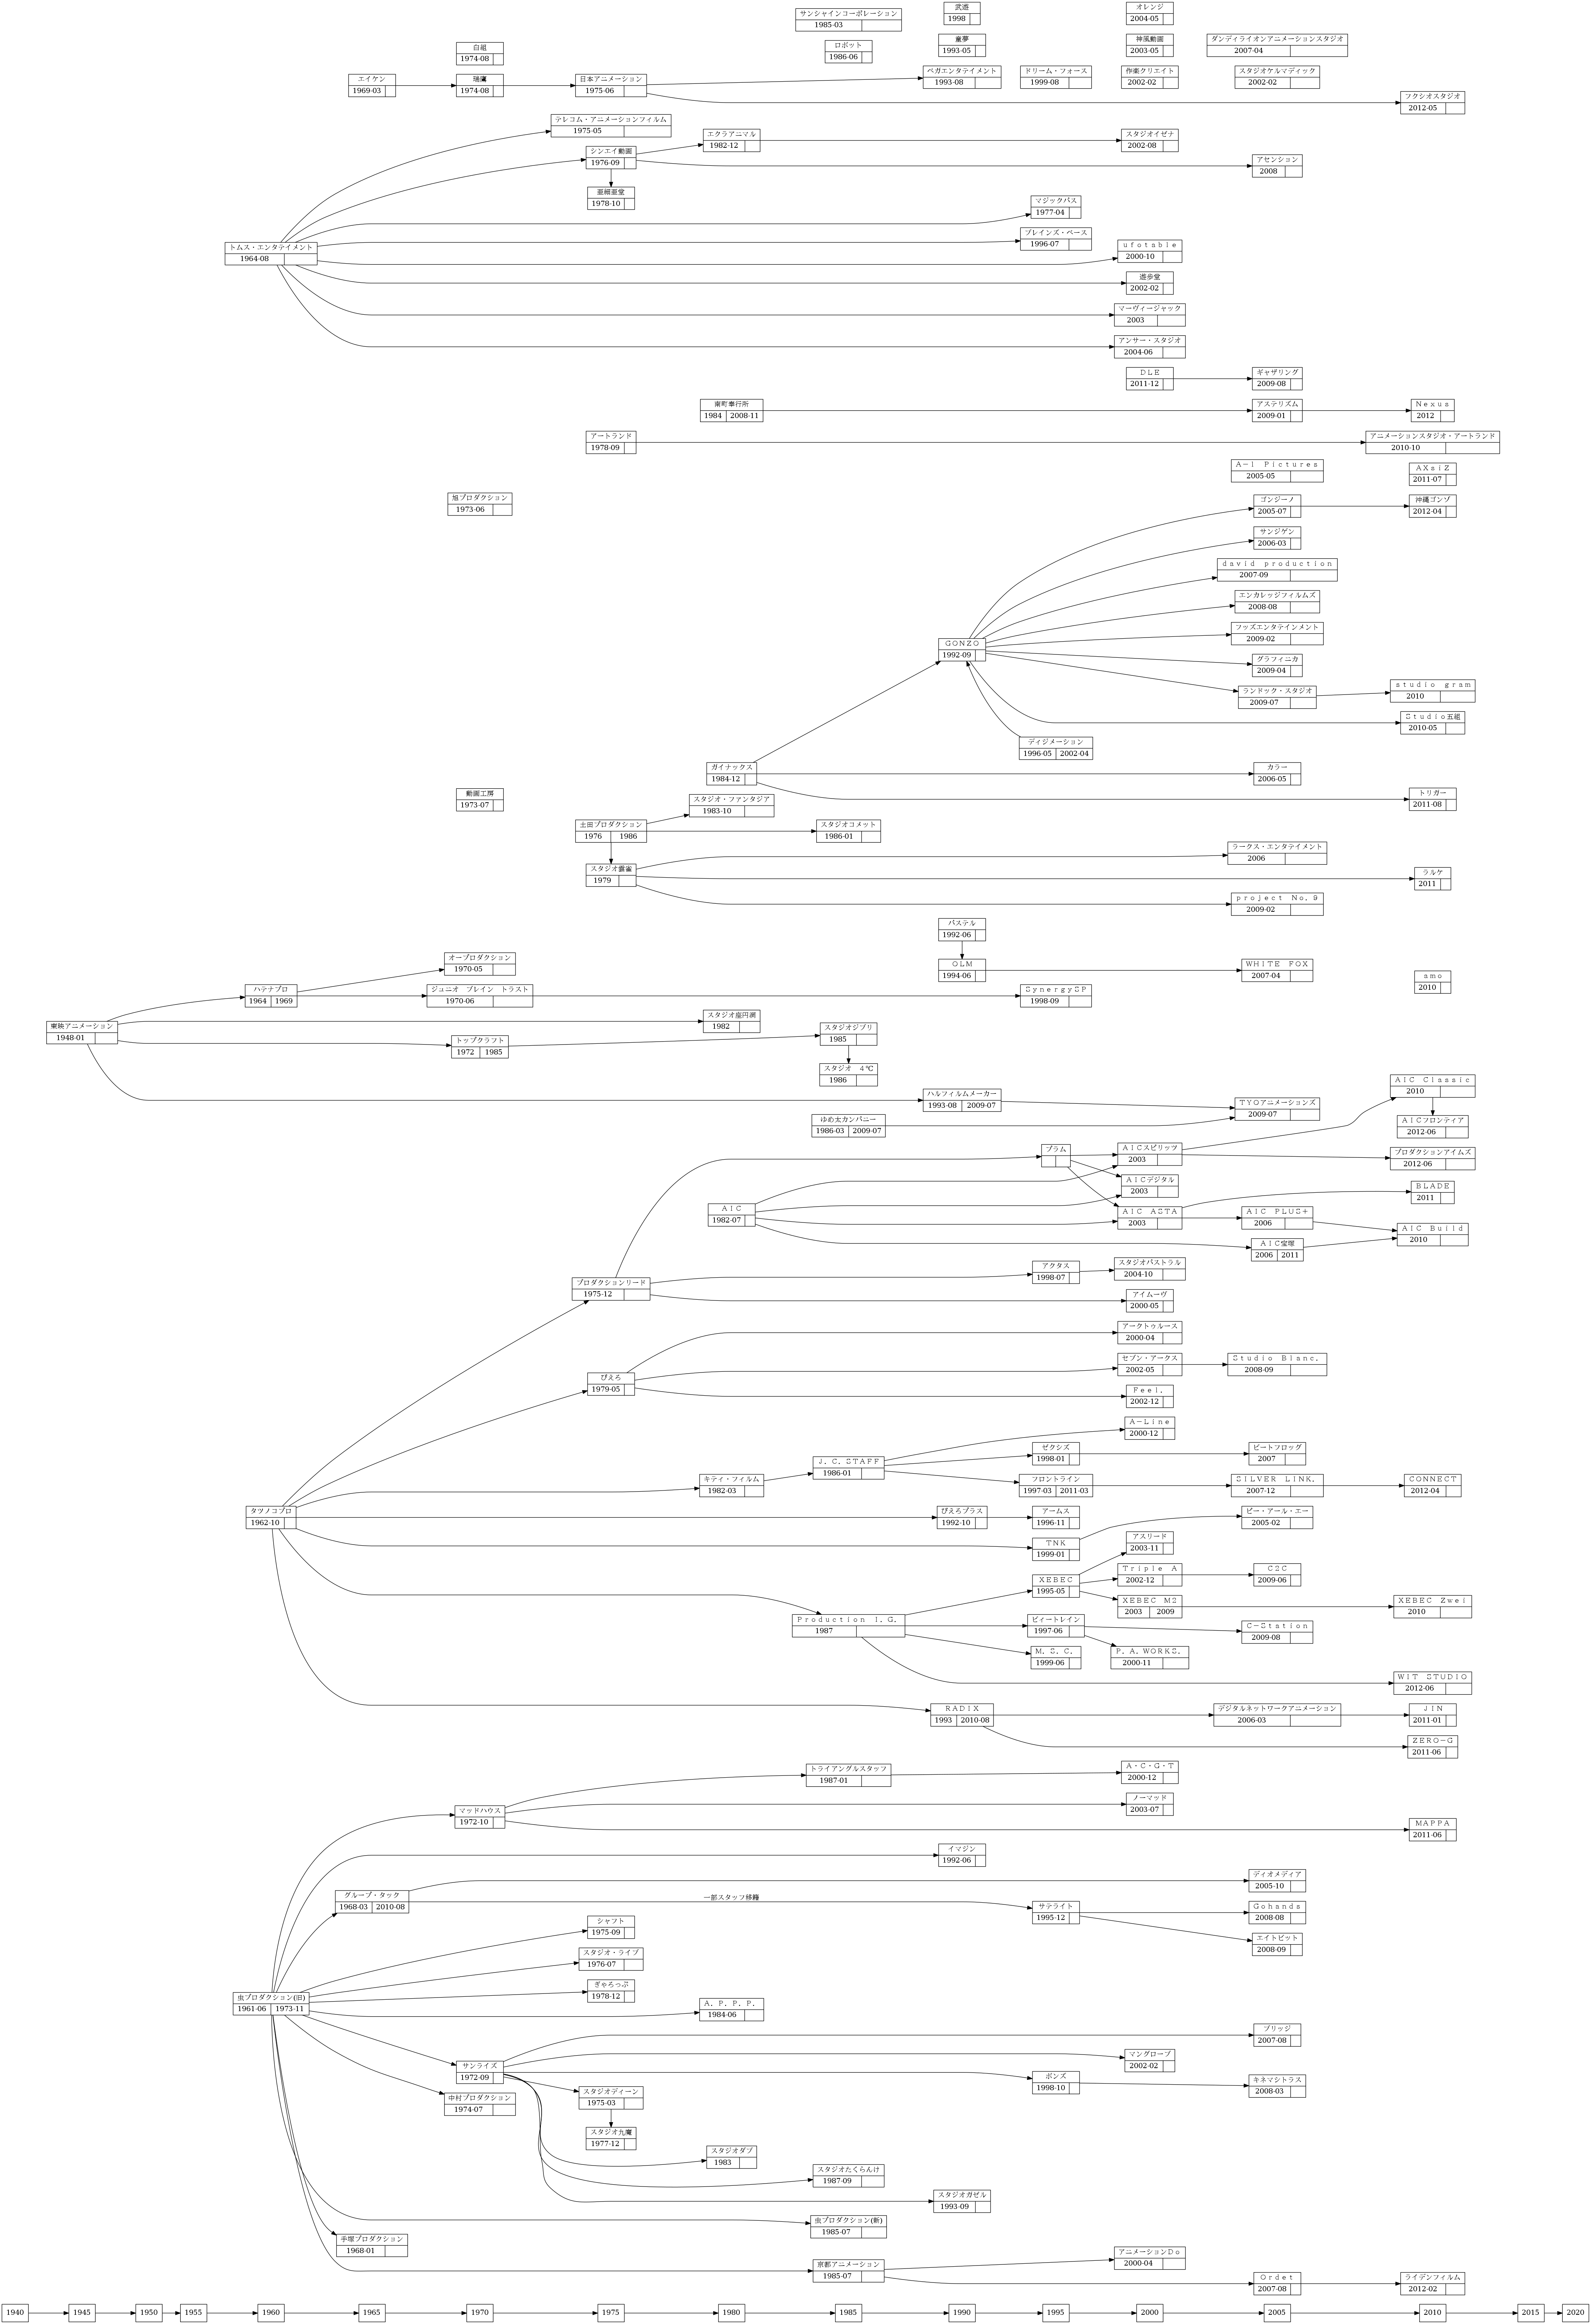 武遊
1998
オレンジ
2004-05
サンシャインコーポレーション
1985-03
ロボット
1986-06
童夢
1993-05
神風動画
2003-05
ダンディライオンアニメーションスタジオ
2007-04
白組
1974-08
エイケン
1969-03
瑞鷹
1974-08
日本アニメーション
1975-06
ベガエンタテイメント
1993-08
ドリーム・フォース
1999-08
作楽クリエイト
2002-02
スタジオケルマディック
2002-02
フクシオスタジオ
2012-05
テレコム・アニメーションフィルム
1975-05
エクラアニマル
1982-12
スタジオイゼナ
2002-08
シンエイ動画
1976-09
アセンション
2008
亜細亜堂
1978-10
マジックバス
1977-04
トムス・エンタテイメント
1964-08
ブレインズ・ベース
1996-07
ｕｆｏｔａｂｌｅ
2000-10
遊歩堂
2002-02
マーヴィージャック
2003
アンサー・スタジオ
2004-06
ＤＬＥ
2011-12
ギャザリング
2009-08
南町奉行所
1984 2008-11
アステリズム
2009-01
Ｎｅｘｕｓ
2012
アートランド
1978-09
アニメーションスタジオ・アートランド
2010-10
Ａ－１　Ｐｉｃｔｕｒｅｓ
2005-05
ＡＸｓｉＺ
2011-07
旭プロダクション
1973-06
ゴンジーノ
2005-07
沖縄ゴンゾ
2012-04
サンジゲン
2006-03
ｄａｖｉｄ　ｐｒｏｄｕｃｔｉｏｎ
2007-09
エンカレッジフィルムズ
2008-08
フッズエンタテインメント
2009-02
ＧＯＮＺＯ
1992-09
グラフィニカ
2009-04
ランドック・スタジオ
2009-07
ｓｔｕｄｉｏ　ｇｒａｍ
2010
Ｓｔｕｄｉｏ五組
2010-05
ディジメーション
1996-05 2002-04
ガイナックス
1984-12
カラー
2006-05
トリガー
2011-08
動画工房
1973-07
スタジオ・ファンタジア
1983-10
土田プロダクション
1976 1986
スタジオコメット
1986-01
スタジオ雲雀
1979
ラークス・エンタテイメント
2006
ラルケ
2011
ｐｒｏｊｅｃｔ　Ｎｏ．９
2009-02
パステル
1992-06
ＯＬＭ
1994-06
ＷＨＩＴＥ　ＦＯＸ
2007-04
ｓｍｏ
2010
オープロダクション
1970-05
ハテナプロ
1964 1969
ジュニオ　ブレイン　トラスト
1970-06
ＳｙｎｅｒｇｙＳＰ
1998-09
東映アニメーション
1948-01
スタジオ座円洞
1982
トップクラフト
1972 1985
スタジオジブリ
1985
スタジオ　４℃
1986
ハルフィルムメーカー
1993-08 2009-07
ＴＹＯアニメーションズ
2009-07
ゆめ太カンパニー
1986-03 2009-07
ＡＩＣ　Ｃｌａｓｓｉｃ
2010
ＡＩＣフロンティア
2012-06
プラム
ＡＩＣスピリッツ
2003
プロダクションアイムズ
2012-06
ＡＩＣデジタル
2003
ＡＩＣ
1982-07
ＡＩＣ　ＡＳＴＡ
2003
ＢＬＡＤＥ
2011
ＡＩＣ　ＰＬＵＳ＋
2006
ＡＩＣ宝塚
2006 2011
ＡＩＣ　Ｂｕｉｌｄ
2010
プロダクションリード
1975-12
アクタス
1998-07
スタジオパストラル
2004-10
アイムーヴ
2000-05
ぴえろ
1979-05
アークトゥルース
2000-04
セブン・アークス
2002-05
Ｓｔｕｄｉｏ　Ｂｌａｎｃ．
2008-09
Ｆｅｅｌ．
2002-12
Ａ－Ｌｉｎｅ
2000-12
Ｊ．Ｃ．ＳＴＡＦＦ
1986-01
ゼクシズ
1998-01
ビートフロッグ
2007
キティ・フィルム
1982-03
フロントライン
1997-03 2011-03
ＳＩＬＶＥＲ　ＬＩＮＫ．
2007-12
ＣＯＮＮＥＣＴ
2012-04
タツノコプロ
1962-10
ぴえろプラス
1992-10
アームス
1996-11
ピー・アール・エー
2005-02
ＴＮＫ
1999-01
アスリード
2003-11
ＸＥＢＥＣ
1995-05
Ｔｒｉｐｌｅ　Ａ
2002-12
Ｃ２Ｃ
2009-06
ＸＥＢＥＣ　Ｍ２
2003 2009
ＸＥＢＥＣ　Ｚｗｅｉ
2010
Ｐｒｏｄｕｃｔｉｏｎ　Ｉ．Ｇ．
1987
ビィートレイン
1997-06
Ｃ－Ｓｔａｔｉｏｎ
2009-08
Ｍ．Ｓ．Ｃ．
1999-06
Ｐ．Ａ．ＷＯＲＫＳ．
2000-11
ＷＩＴ　ＳＴＵＤＩＯ
2012-06
ＲＡＤＩＸ
1993 2010-08
デジタルネットワークアニメーション
2006-03
ＪＩＮ
2011-01
ＺＥＲＯ－Ｇ
2011-06
トライアングルスタッフ
1987-01
Ａ・Ｃ・Ｇ・Ｔ
2000-12
マッドハウス
1972-10
ノーマッド
2003-07
ＭＡＰＰＡ
2011-06
イマジン
1992-06
グループ・タック
1968-03 2010-08
一部スタッフ移籍
ディオメディア
2005-10
サテライト
1995-12
Ｇｏｈａｎｄｓ
2008-08
エイトビット
2008-09
シャフト
1975-09
スタジオ・ライブ
1976-07
ぎゃろっぷ
1978-12
虫プロダクション(旧)
1961-06 1973-11
Ａ．Ｐ．Ｐ．Ｐ．
1984-06
ブリッジ
2007-08
サンライズ
1972-09
マングローブ
2002-02
ボンズ
1998-10
キネマシトラス
2008-03
中村プロダクション
1974-07
スタジオディーン
1975-03
スタジオ九魔
1977-12
スタジオダブ
1983
スタジオたくらんけ
1987-09
スタジオガゼル
1993-09
虫プロダクション(新)
1985-07
手塚プロダクション
1968-01
京都アニメーション
1985-07
アニメーションＤｏ
2000-04
Ｏｒｄｅｔ
2007-08
ライデンフィルム
2012-02
1940 1945 1950 1955 1960 1965 1970 1975 1980 1985 1990 1995 2000 2005 2010 2015 2020